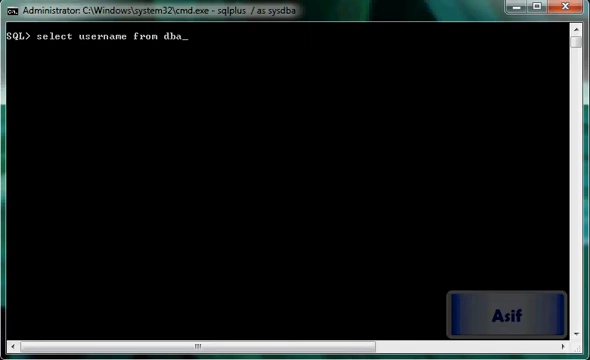 Administrator: C:\Windows\system32\cmd.exe - sqlplus / as sysdba
SQL> select username from dba_
Asif